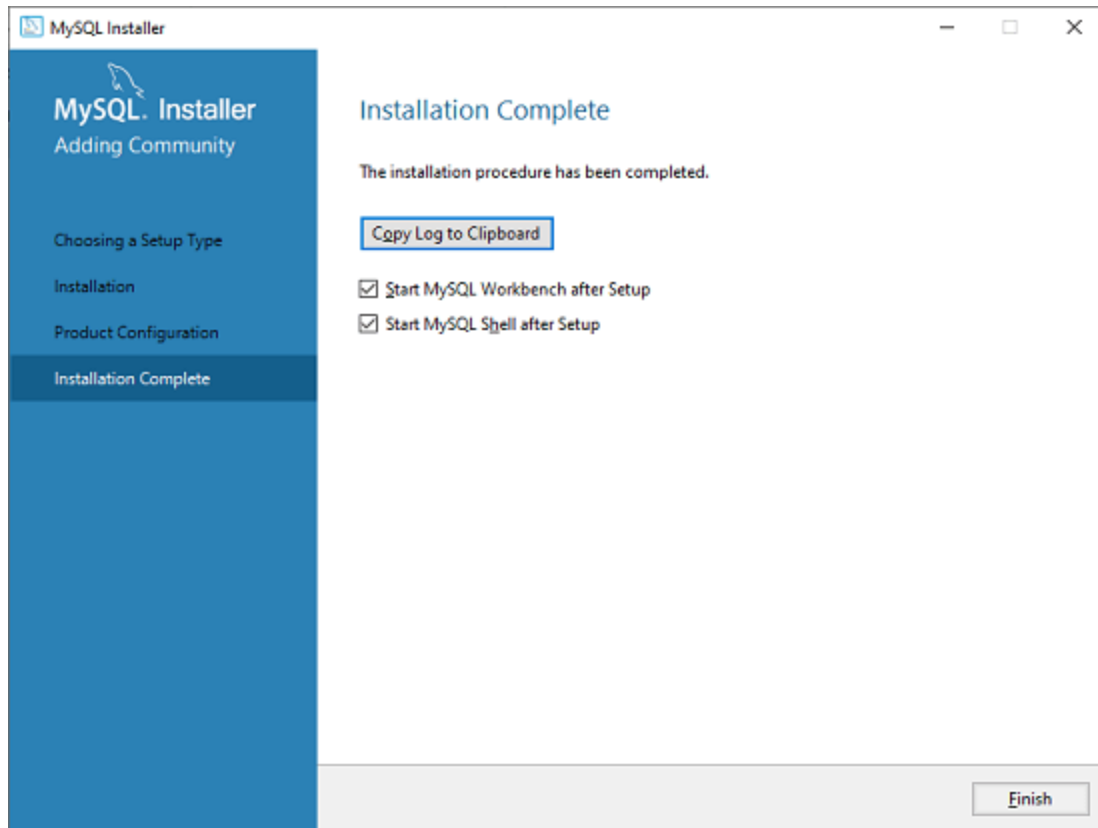 MySQL Installer
MySQL. Installer
Adding Community
Choosing a Setup Type
Installation
Product Configuration
Installation Complete
Installation Complete
The installation procedure has been completed.
Copy Log to Clipboard
Start MySQL Workbench after Setup
Start MySQL Shell after Setup
Finish